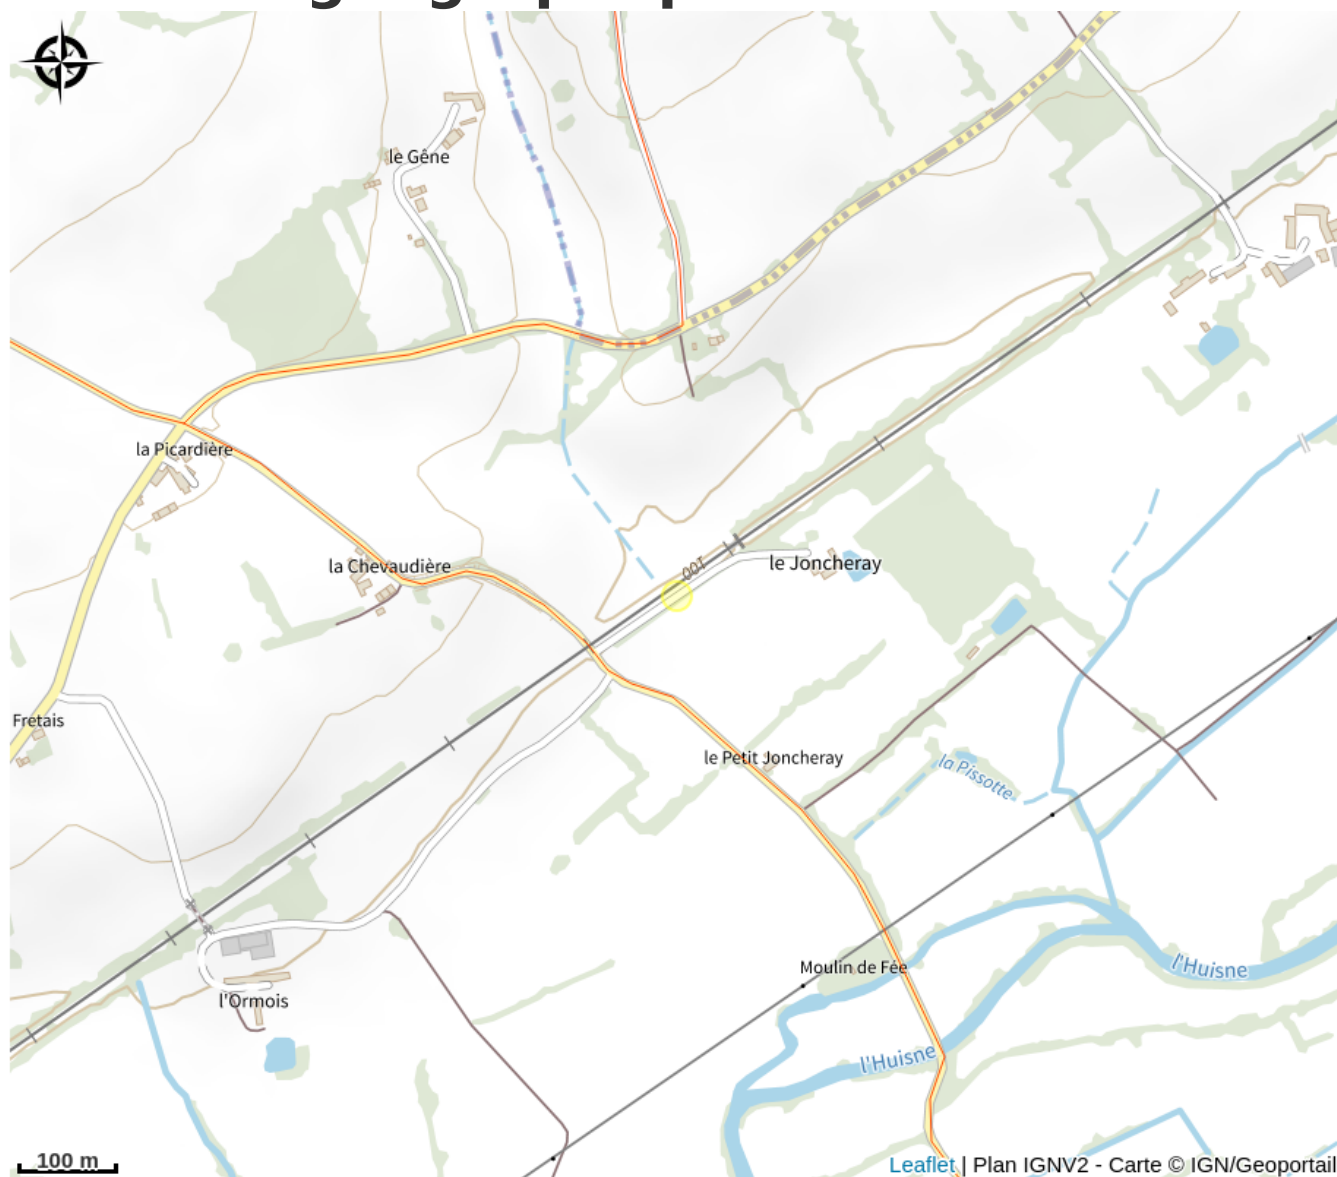 le Gêne
la Picardière
la Chevaudière
100
le Joncheray
Fretais
le Petit Joncheray
la Pissotte
Moulin de Fée
l'Huisne
l'Ormois
l'Huisne
100 m
Leaflet | Plan IGNV2 - Carte © IGN/Geoportail